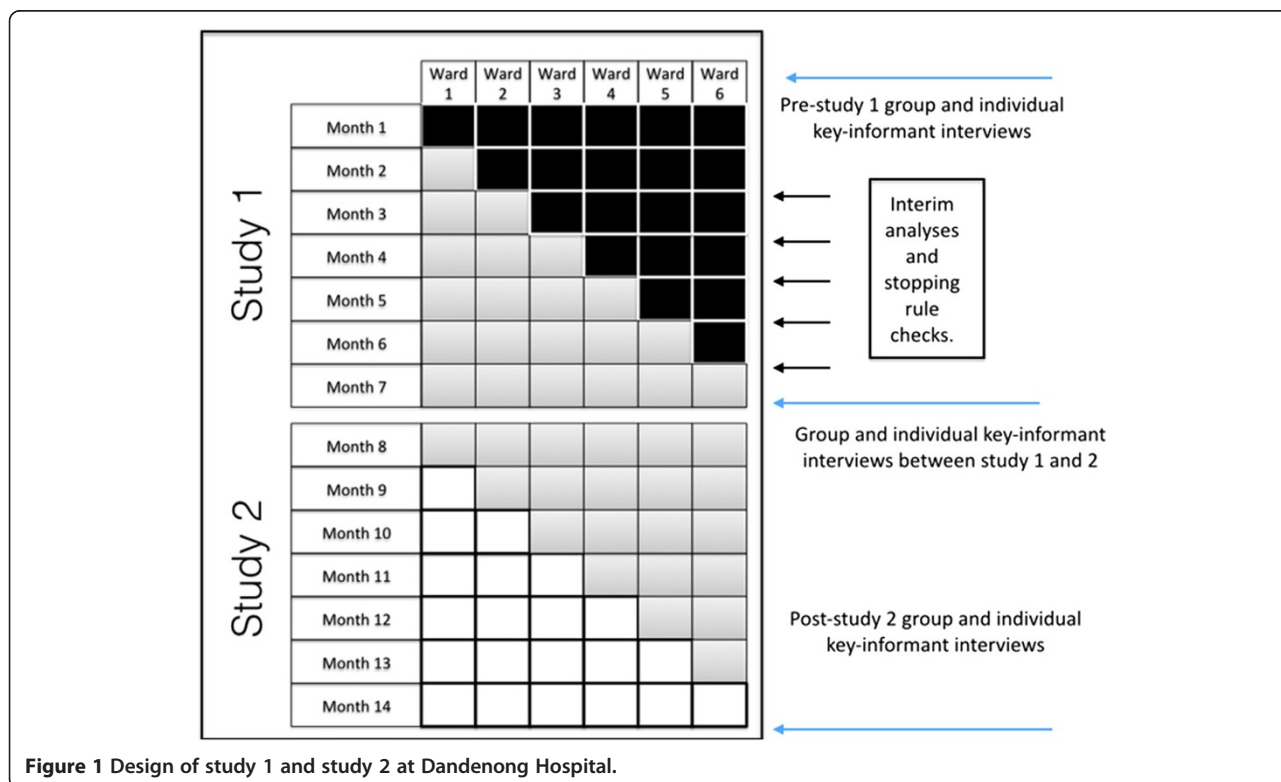 Ward 1 Ward 2 Ward 3 Ward 4 Ward 5 Ward 6
Study 1
Month 1
Month 2
Month 3
Month 4
Month 5
Month 6
Month 7
Study 2
Month 8
Month 9
Month 10
Month 11
Month 12
Month 13
Month 14
Pre-study 1 group and individual
key-informant interviews
Interim
analyses
and
stopping
rule
checks.
Group and individual key-informant
interviews between study 1 and 2
Post-study 2 group and individual
key-informant interviews
Figure 1 Design of study 1 and study 2 at Dandenong Hospital.